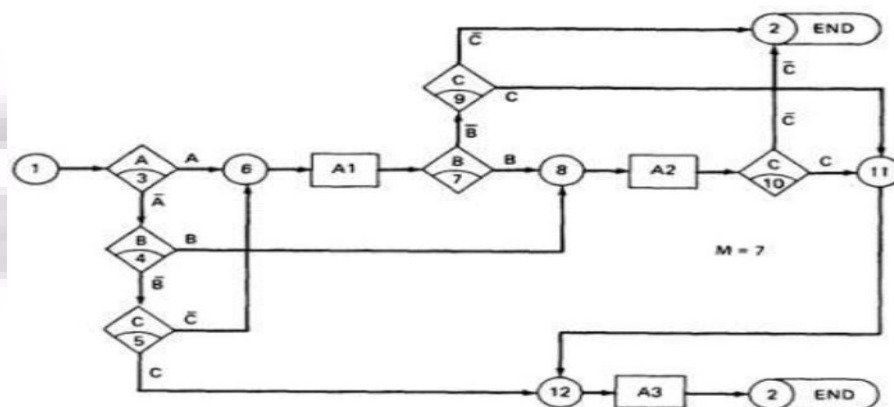 C̅ 2 END
C
9 C C̅
B̅ C̅
1 A A 6 A1 B B 8 A2 C C 11
3 7 10
A̅
B B
4 M = 7
B̅
C C̅
5
C
12 A3 2 END